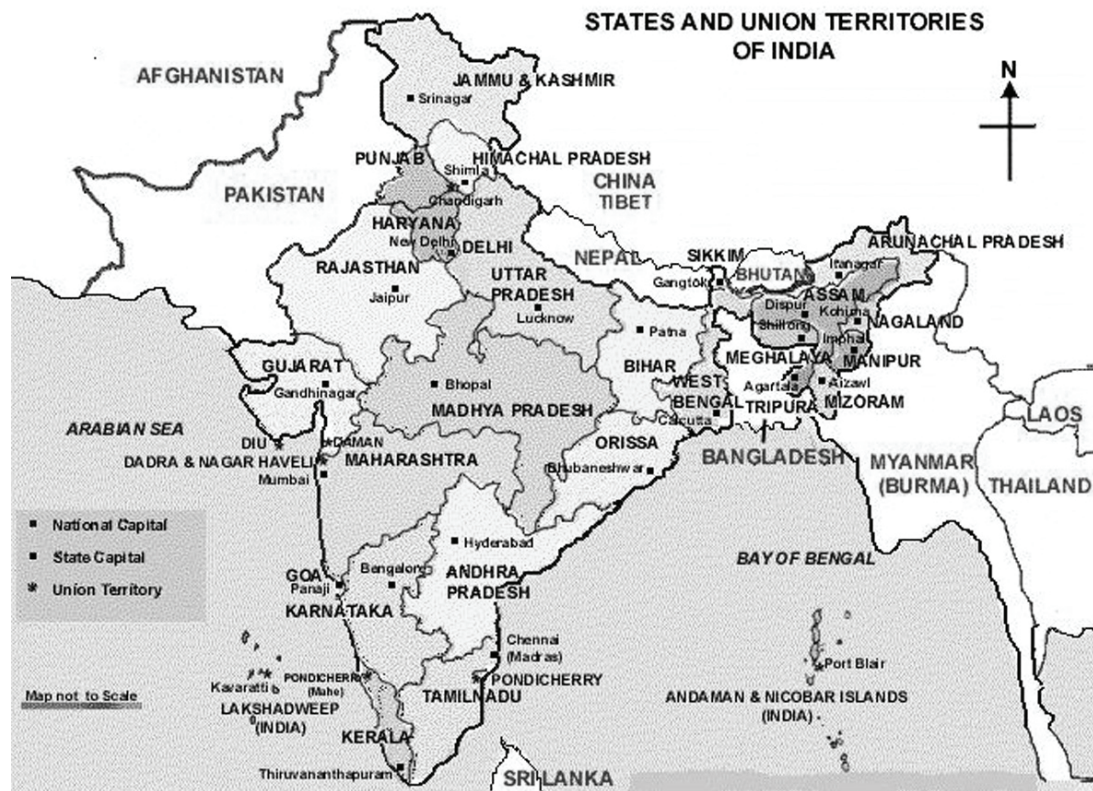 STATES AND UNION TERRITORIES
OF INDIA
N
AFGHANISTAN
JAMMU & KASHMIR
Srinagar
PUNJAB
HIMACHAL PRADESH
Shimla
PAKISTAN
Chandigarh
CHINA
TIBET
HARYANA
New Delhi
DELHI
RAJASTHAN
Jaipur
UTTAR
PRADESH
Lucknow
NEPAL
SIKKIM
Gangtok
BHUTAN
ARUNACHAL PRADESH
Itanagar
ASSAM
Dispur
Kohima
NAGALAND
Shillong
Imphal
MEGHALAYA
MANIPUR
Patna
BIHAR
GUJARAT
Gandhinagar
Bhopal
MADHYA PRADESH
WEST
BENGAL
Calcutta
Agartala
TRIPURA
Aizawl
MIZORAM
LAOS
ARABIAN SEA
DIU
DAMAN
DADRA & NAGAR HAVELI
Mumbai
MAHARASHTRA
ORISSA
Bhubaneshwar
BANGLADESH
MYANMAR
(BURMA)
THAILAND
National Capital
State Capital
Union Territory
Hyderabad
ANDHRA
PRADESH
BAY OF BENGAL
GOA
Panaji
Bengalore
KARNATAKA
Chennai
(Madras)
Port Blair
Map not to Scale
Kavaratti
LAKSHADWEEP
(INDIA)
PONDICHERRY
(Mahe)
TAMILNADU
PONDICHERRY
ANDAMAN & NICOBAR ISLANDS
(INDIA)
KERALA
Thiruvananthapuram
SRI LANKA